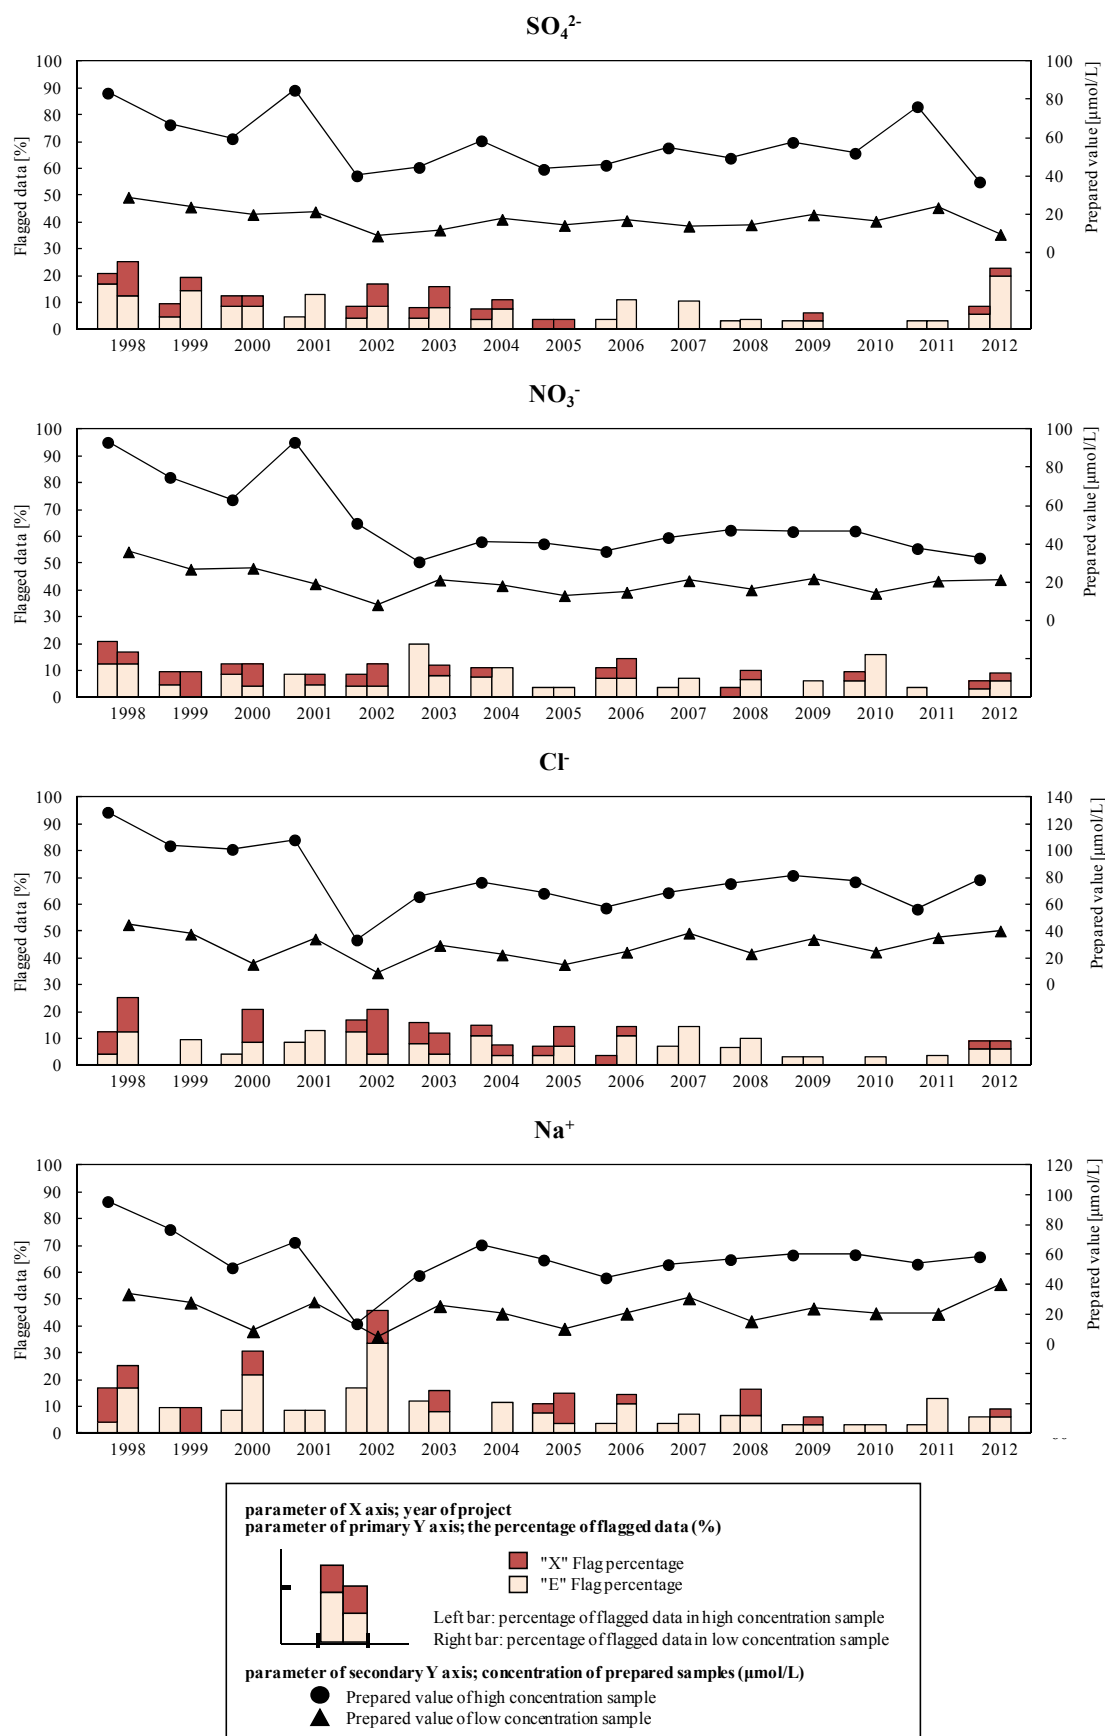 SO₄²⁻
Flagged data [%]
100
90
80
70
60
50
40
30
20
10
0
100
80
60
40
20
0
Prepared value [μmol/L]
1998 1999 2000 2001 2002 2003 2004 2005 2006 2007 2008 2009 2010 2011 2012
NO₃⁻
Flagged data [%]
100
90
80
70
60
50
40
30
20
10
0
100
80
60
40
20
0
Prepared value [μmol/L]
1998 1999 2000 2001 2002 2003 2004 2005 2006 2007 2008 2009 2010 2011 2012
Cl⁻
Flagged data [%]
100
90
80
70
60
50
40
30
20
10
0
140
120
100
80
60
40
20
0
Prepared value [μmol/L]
1998 1999 2000 2001 2002 2003 2004 2005 2006 2007 2008 2009 2010 2011 2012
Na⁺
Flagged data [%]
100
90
80
70
60
50
40
30
20
10
0
120
100
80
60
40
20
0
Prepared value [μmol/L]
1998 1999 2000 2001 2002 2003 2004 2005 2006 2007 2008 2009 2010 2011 2012
parameter of X axis; year of project
parameter of primary Y axis; the percentage of flagged data (%)
"X" Flag percentage
"E" Flag percentage
Left bar: percentage of flagged data in high concentration sample
Right bar: percentage of flagged data in low concentration sample
parameter of secondary Y axis; concentration of prepared samples (μmol/L)
Prepared value of high concentration sample
Prepared value of low concentration sample